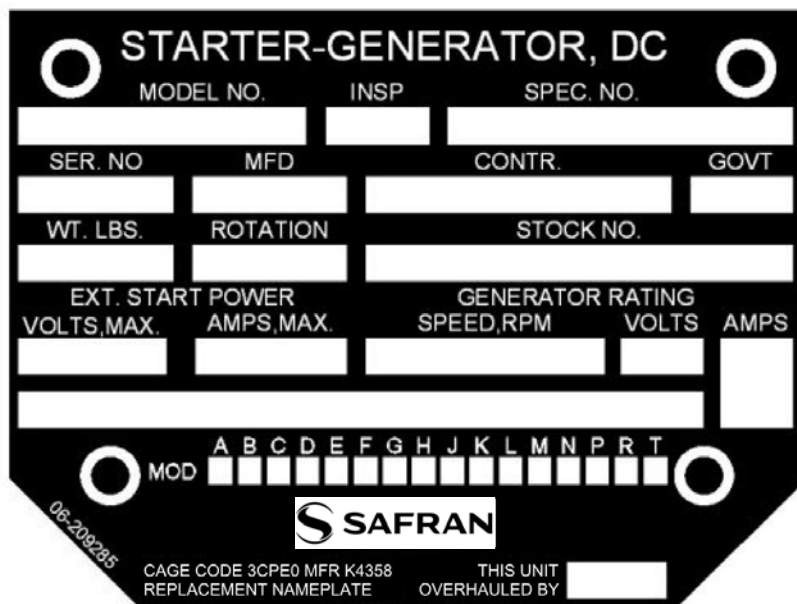 STARTER-GENERATOR, DC
MODEL NO. INSP SPEC. NO.
SER. NO MFD CONTR. GOVT
WT. LBS. ROTATION STOCK NO.
EXT. START POWER GENERATOR RATING
VOLTS,MAX. AMPS,MAX. SPEED,RPM VOLTS AMPS
A B C D E F G H J K L M N P R T
MOD
SAFRAN
06-209285
CAGE CODE 3CPE0 MFR K4358 THIS UNIT
REPLACEMENT NAMEPLATE OVERHAULED BY